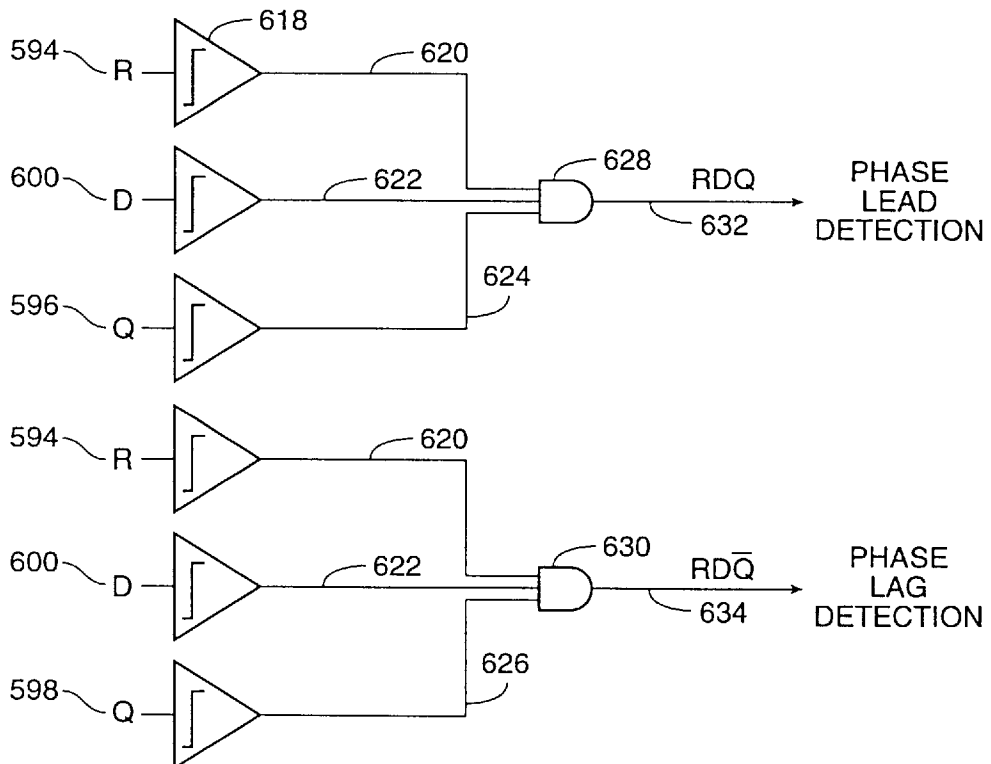 618
594 R
620
628
600 D
622
RDQ
632
PHASE
LEAD
DETECTION
596 Q
624
594 R
620
630
600 D
622
RDQ̅
634
PHASE
LAG
DETECTION
598 Q
626